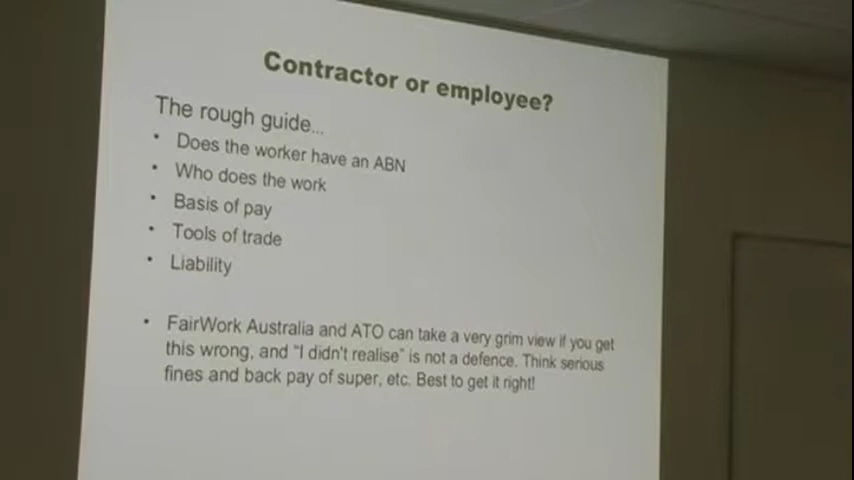 Contractor or employee?
The rough guide...
• Does the worker have an ABN
• Who does the work
• Basis of pay
• Tools of trade
• Liability
• FairWork Australia and ATO can take a very grim view if you get
this wrong, and "I didn't realise" is not a defence. Think serious
fines and back pay of super, etc. Best to get it right!